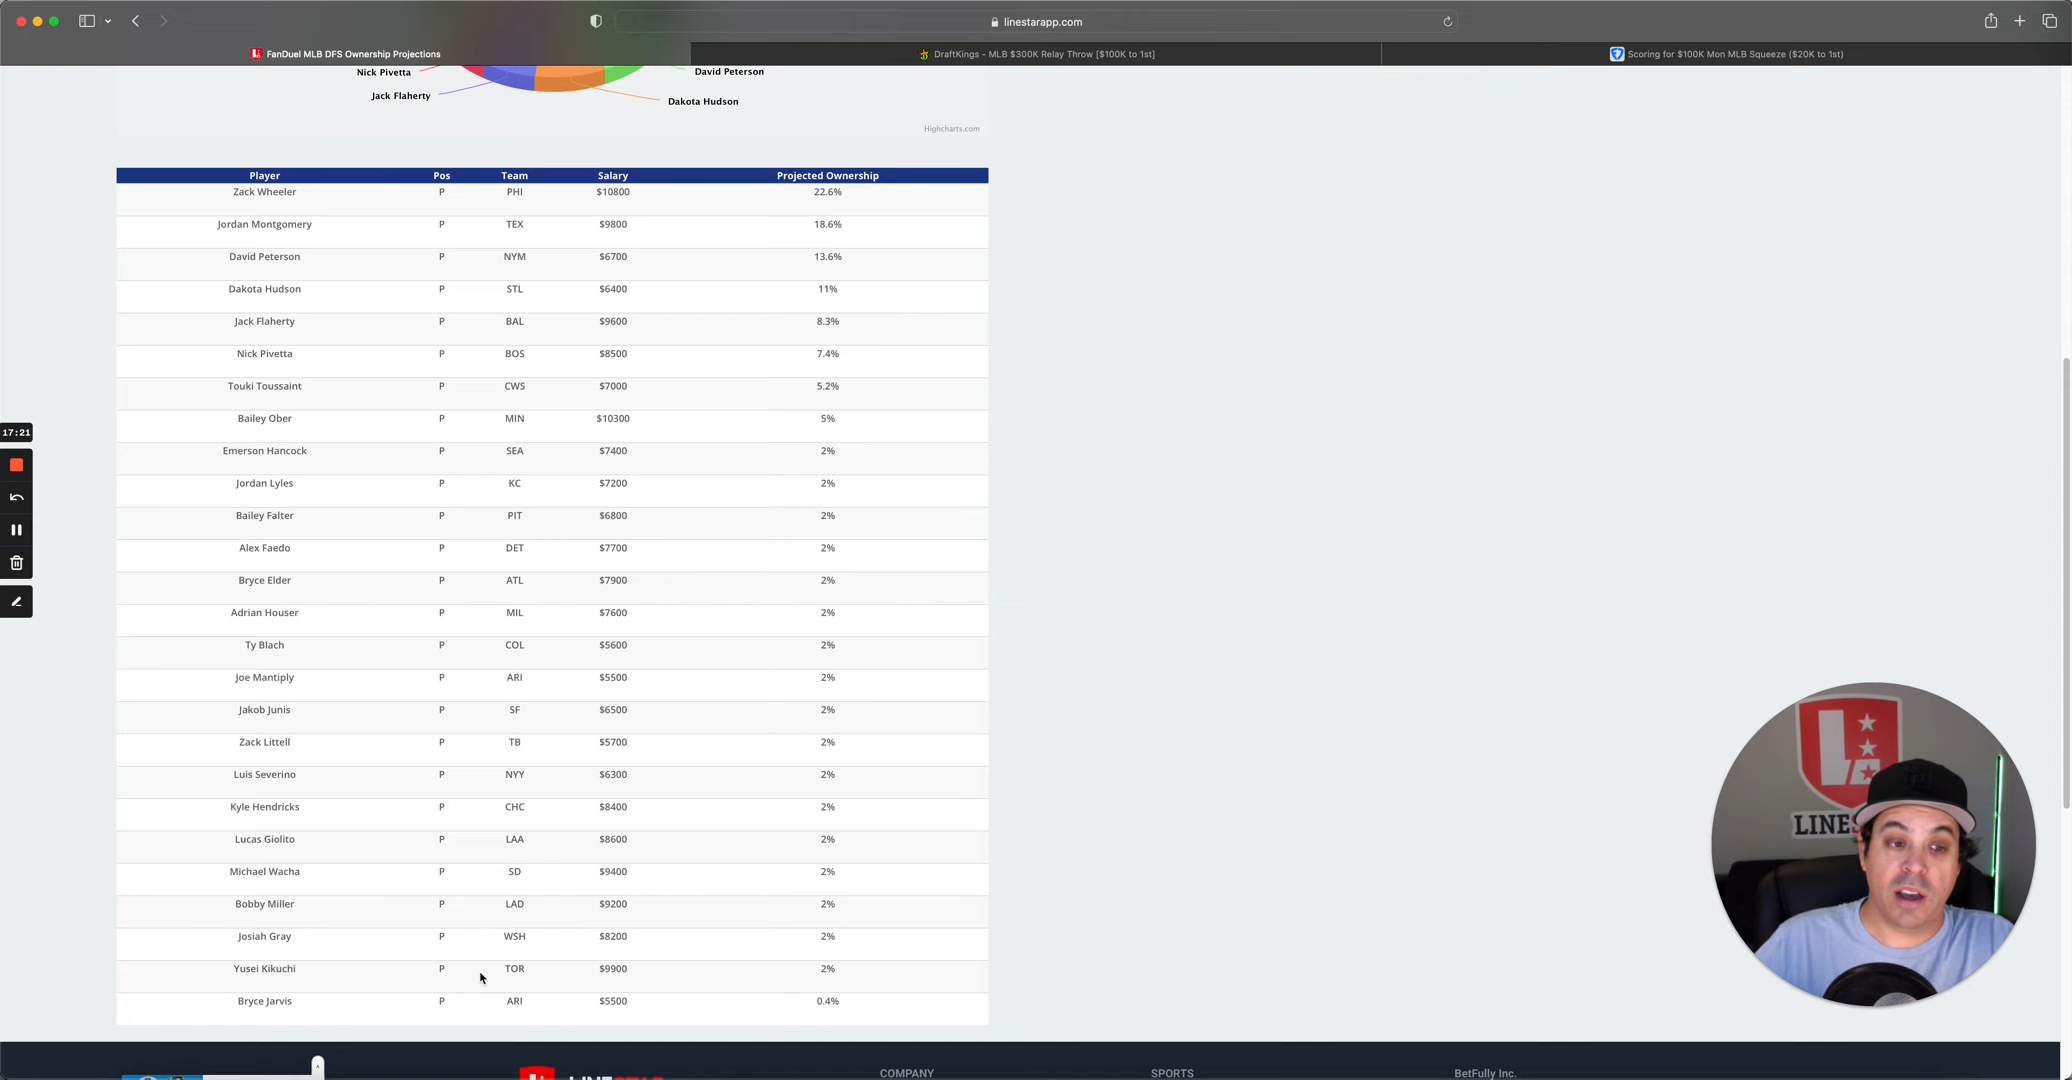 linestarapp.com
FanDuel MLB DFS Ownership Projections
DraftKings - MLB $300K Relay Throw [$100K to 1st]
Scoring for $100K Mon MLB Squeeze ($20K to 1st)
Nick Pivetta
David Peterson
Jack Flaherty
Dakota Hudson
Highcharts.com
Player Pos Team Salary Projected Ownership
Zack Wheeler P PHI $10800 22.6%
Jordan Montgomery P TEX $9800 18.6%
David Peterson P NYM $6700 13.6%
Dakota Hudson P STL $6400 11%
Jack Flaherty P BAL $9600 8.3%
Nick Pivetta P BOS $8500 7.4%
Touki Toussaint P CWS $7000 5.2%
Bailey Ober P MIN $10300 5%
Emerson Hancock P SEA $7400 2%
Jordan Lyles P KC $7200 2%
Bailey Falter P PIT $6800 2%
Alex Faedo P DET $7700 2%
Bryce Elder P ATL $7900 2%
Adrian Houser P MIL $7600 2%
Ty Blach P COL $5600 2%
Joe Mantiply P ARI $5500 2%
Jakob Junis P SF $6500 2%
Zack Littell P TB $5700 2%
Luis Severino P NYY $6300 2%
Kyle Hendricks P CHC $8400 2%
Lucas Giolito P LAA $8600 2%
Michael Wacha P SD $9400 2%
Bobby Miller P LAD $9200 2%
Josiah Gray P WSH $8200 2%
Yusei Kikuchi P TOR $9900 2%
Bryce Jarvis P ARI $5500 0.4%
17:21
COMPANY SPORTS BetFully Inc.